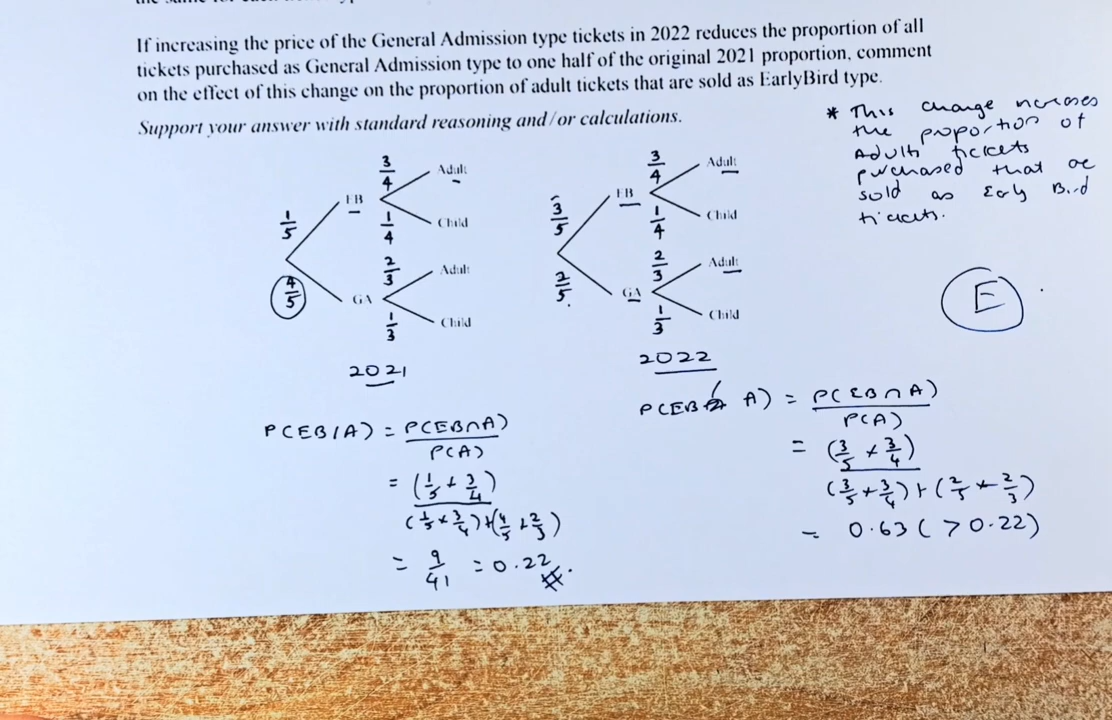 If increasing the price of the General Admission type tickets in 2022 reduces the proportion of all
tickets purchased as General Admission type to one half of the original 2021 proportion, comment
on the effect of this change on the proportion of adult tickets that are sold as EarlyBird type.
Support your answer with standard reasoning and/or calculations.
* This change increases
the proportion of
Adults tickets
purchased that are
sold as Early Bird
tickets.
E
1/5 EB 3/4 Adult
1/4 Child
4/5 GA 2/3 Adult
1/3 Child
2021
3/5 EB 3/4 Adult
1/4 Child
2/5 GA 2/3 Adult
1/3 Child
2022
P(EB/A) = P(EB∩A) / P(A)
= (1/5 × 3/4) / (1/5 × 3/4) + (4/5 × 2/3)
= 9/41 = 0.22
P(EB/A) = P(EB∩A) / P(A)
= (3/5 × 3/4) / (3/5 × 3/4) + (2/5 × 2/3)
= 0.63 (>0.22)